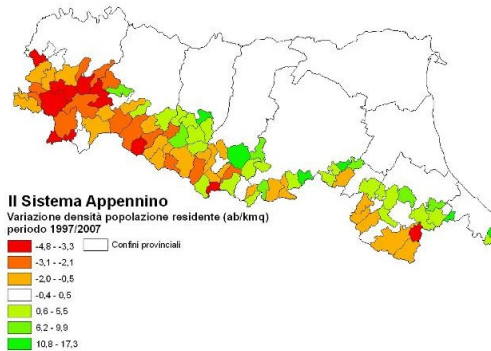 Il Sistema Appennino
Variazione densità popolazione residente (ab/kmq)
periodo 1997/2007
-4,8 - -3,3
Confini provinciali
-3,1 - -2,1
-2,0 - -0,5
-0,4 - 0,5
0,6 - 5,5
6,2 - 9,9
10,8 - 17,3